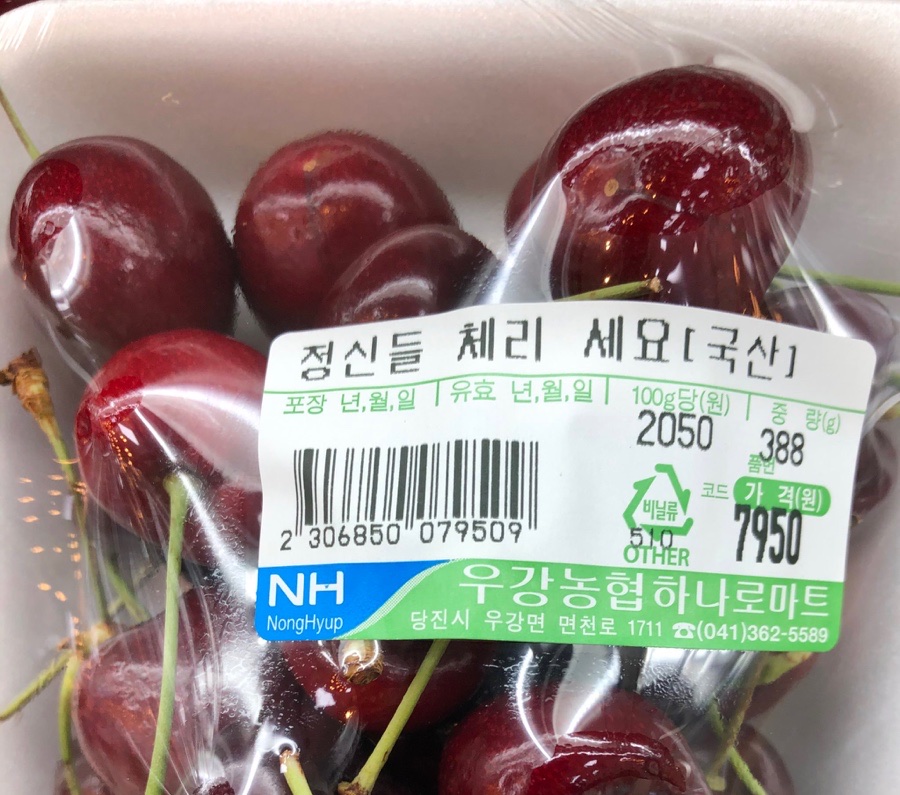 정신들 체리 세요[국산]
포장 년,월,일 유효 년,월,일 100g당(원) 중 량(g)
2050 388
품번
비닐류 코드 가 격(원)
2 306850 079509 510 7950
OTHER
NH 우강농협하나로마트
NongHyup 당진시 우강면 면천로 1711 ☎(041)362-5589